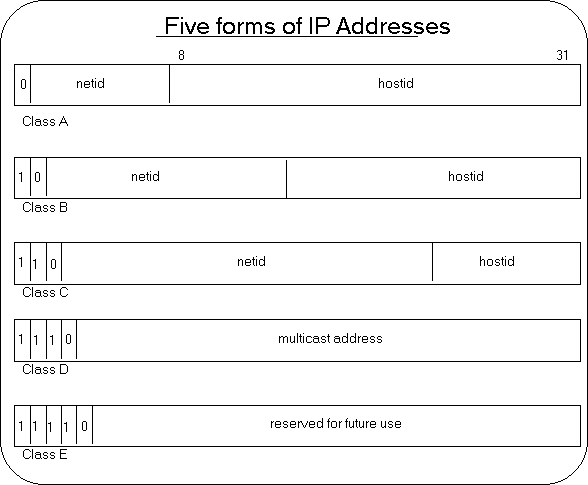 Five forms of IP Addresses
8 31
0 netid hostid
Class A
1 0 netid hostid
Class B
1 1 0 netid hostid
Class C
1 1 1 0 multicast address
Class D
1 1 1 1 0 reserved for future use
Class E